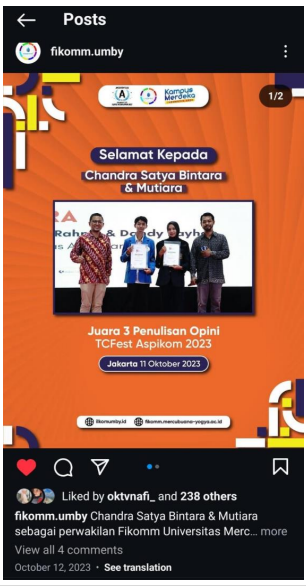 Posts
fikomm.umby
Kampus
Merdeka
1/2
Selamat Kepada
Chandra Satya Bintara
& Mutiara
Juara 3 Penulisan Opini
TCFest Aspikom 2023
Jakarta 11 Oktober 2023
fikomumby.id fikomm.mercubuana-yogya.ac.id
Liked by oktvnafi_ and 238 others
fikomm.umby Chandra Satya Bintara & Mutiara
sebagai perwakilan Fikomm Universitas Merc... more
View all 4 comments
October 12, 2023 • See translation